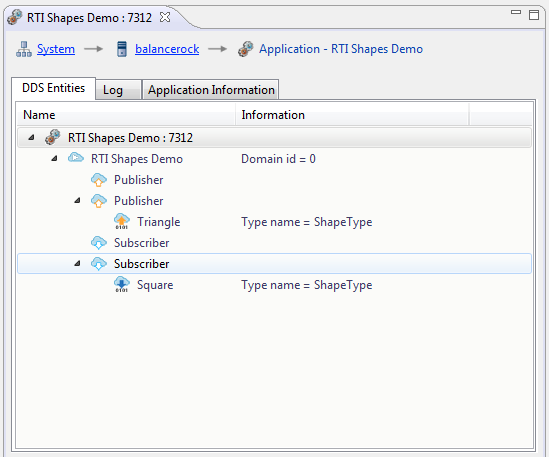 RTI Shapes Demo : 7312
System balancerock Application - RTI Shapes Demo
DDS Entities Log Application Information
Name Information
RTI Shapes Demo : 7312
RTI Shapes Demo Domain id = 0
Publisher
Publisher
Triangle Type name = ShapeType
0101
Subscriber
Subscriber
Square Type name = ShapeType
0101